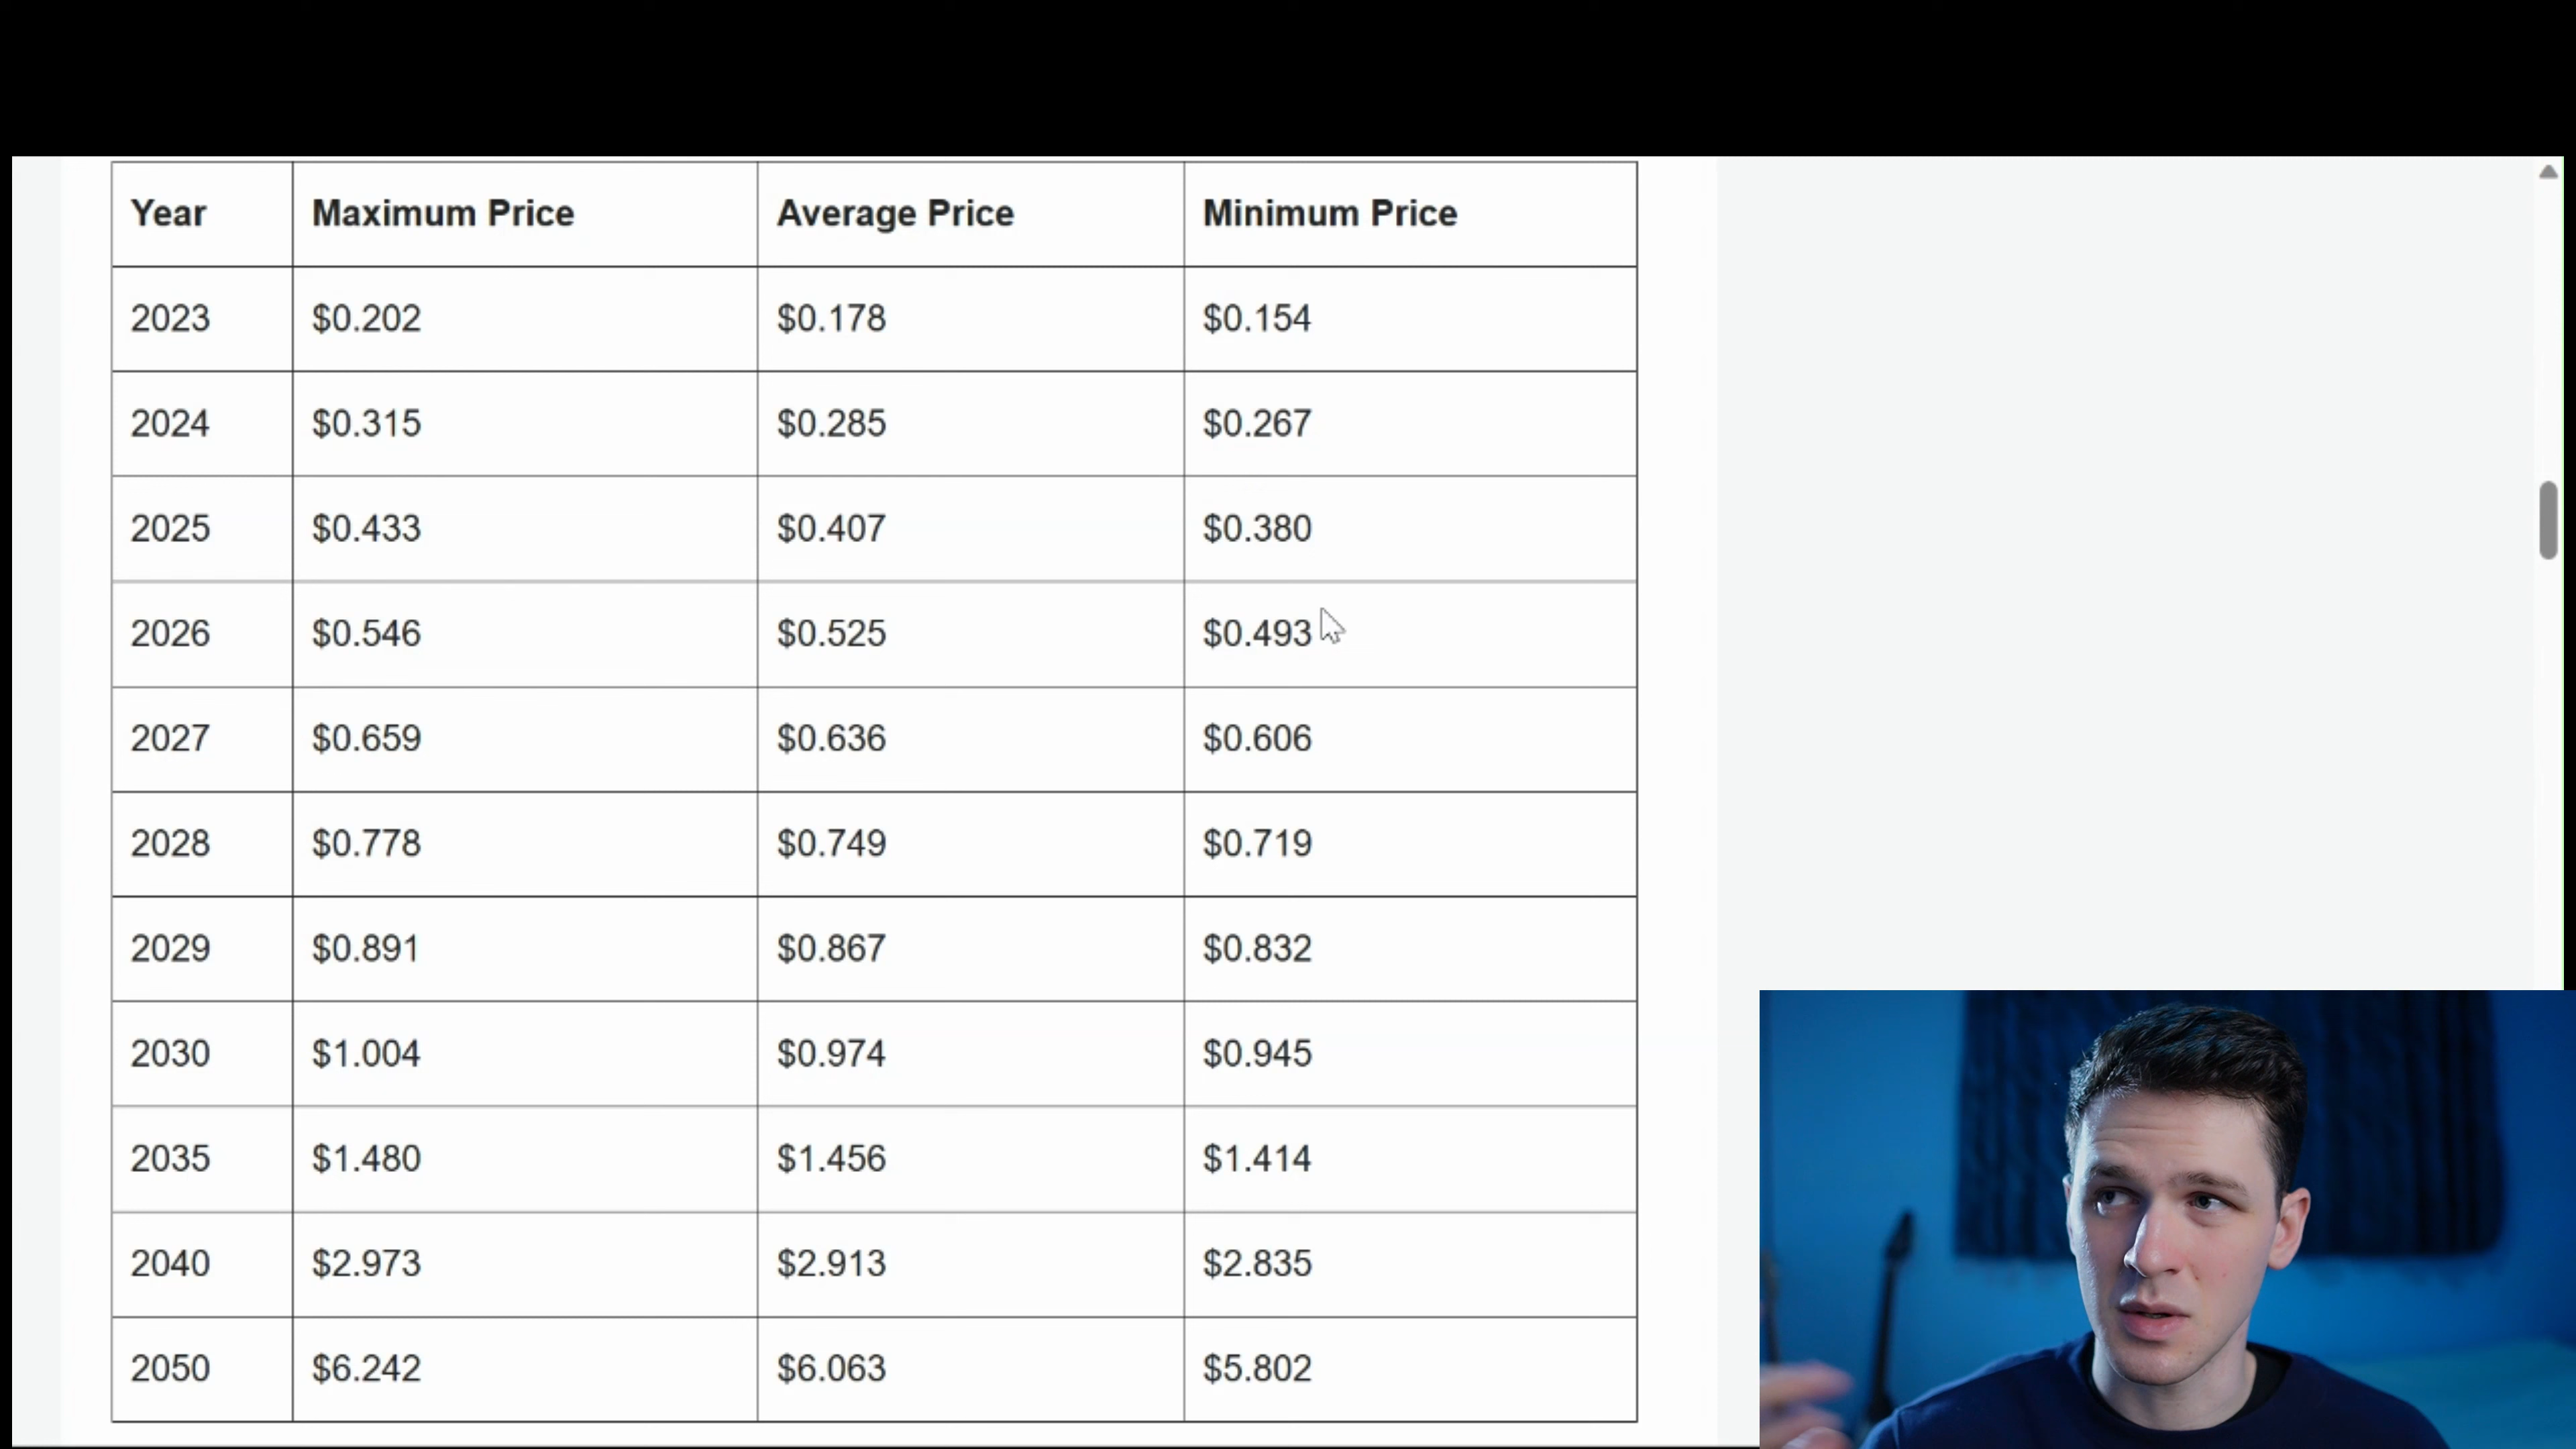 Year Maximum Price Average Price Minimum Price
2023 $0.202 $0.178 $0.154
2024 $0.315 $0.285 $0.267
2025 $0.433 $0.407 $0.380
2026 $0.546 $0.525 $0.493
2027 $0.659 $0.636 $0.606
2028 $0.778 $0.749 $0.719
2029 $0.891 $0.867 $0.832
2030 $1.004 $0.974 $0.945
2035 $1.480 $1.456 $1.414
2040 $2.973 $2.913 $2.835
2050 $6.242 $6.063 $5.802